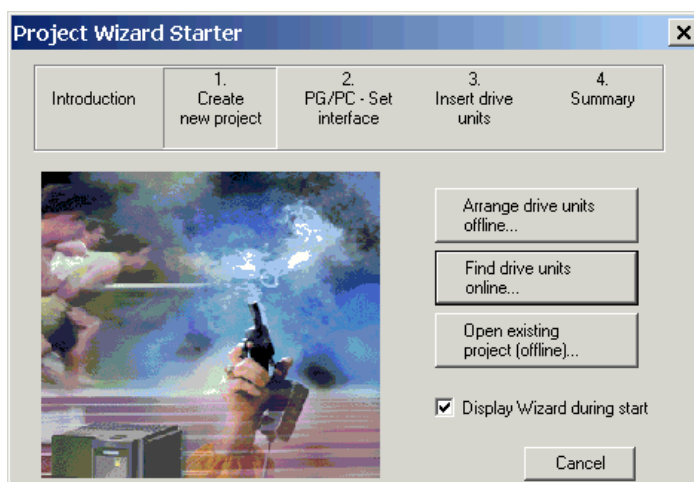 Project Wizard Starter
Introduction
1.
Create
new project
2.
PG/PC - Set
interface
3.
Insert drive
units
4.
Summary
Arrange drive units
offline...
Find drive units
online...
Open existing
project (offline)...
Display Wizard during start
Cancel